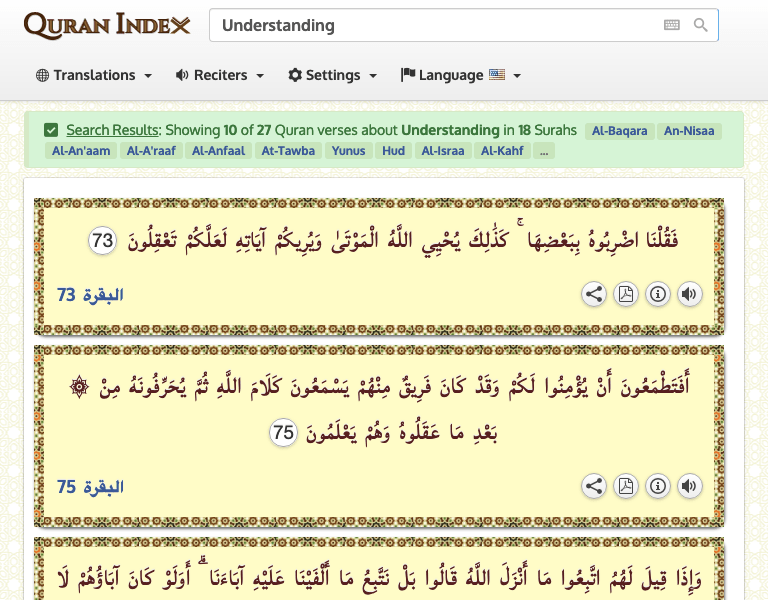 QURAN INDEX
Understanding
Translations Reciters Settings Language
Search Results: Showing 10 of 27 Quran verses about Understanding in 18 Surahs Al-Baqara An-Nisaa
Al-An'aam Al-A'raaf Al-Anfaal At-Tawba Yunus Hud Al-Israa Al-Kahf ...
فَقُلْنَا اضْرِبُوهُ بِبَعْضِهَا ۚ كَذَٰلِكَ يُحْيِي اللَّهُ الْمَوْتَىٰ وَيُرِيكُمْ آيَاتِهِ لَعَلَّكُمْ تَعْقِلُونَ 73
البقرة 73
۞ أَفَتَطْمَعُونَ أَنْ يُؤْمِنُوا لَكُمْ وَقَدْ كَانَ فَرِيقٌ مِنْهُمْ يَسْمَعُونَ كَلَامَ اللَّهِ ثُمَّ يُحَرِّفُونَهُ مِنْ
بَعْدِ مَا عَقَلُوهُ وَهُمْ يَعْلَمُونَ 75
البقرة 75
وَإِذَا قِيلَ لَهُمُ اتَّبِعُوا مَا أَنْزَلَ اللَّهُ قَالُوا بَلْ نَتَّبِعُ مَا أَلْفَيْنَا عَلَيْهِ آبَاءَنَا ۗ أَوَلَوْ كَانَ آبَاؤُهُمْ لَا